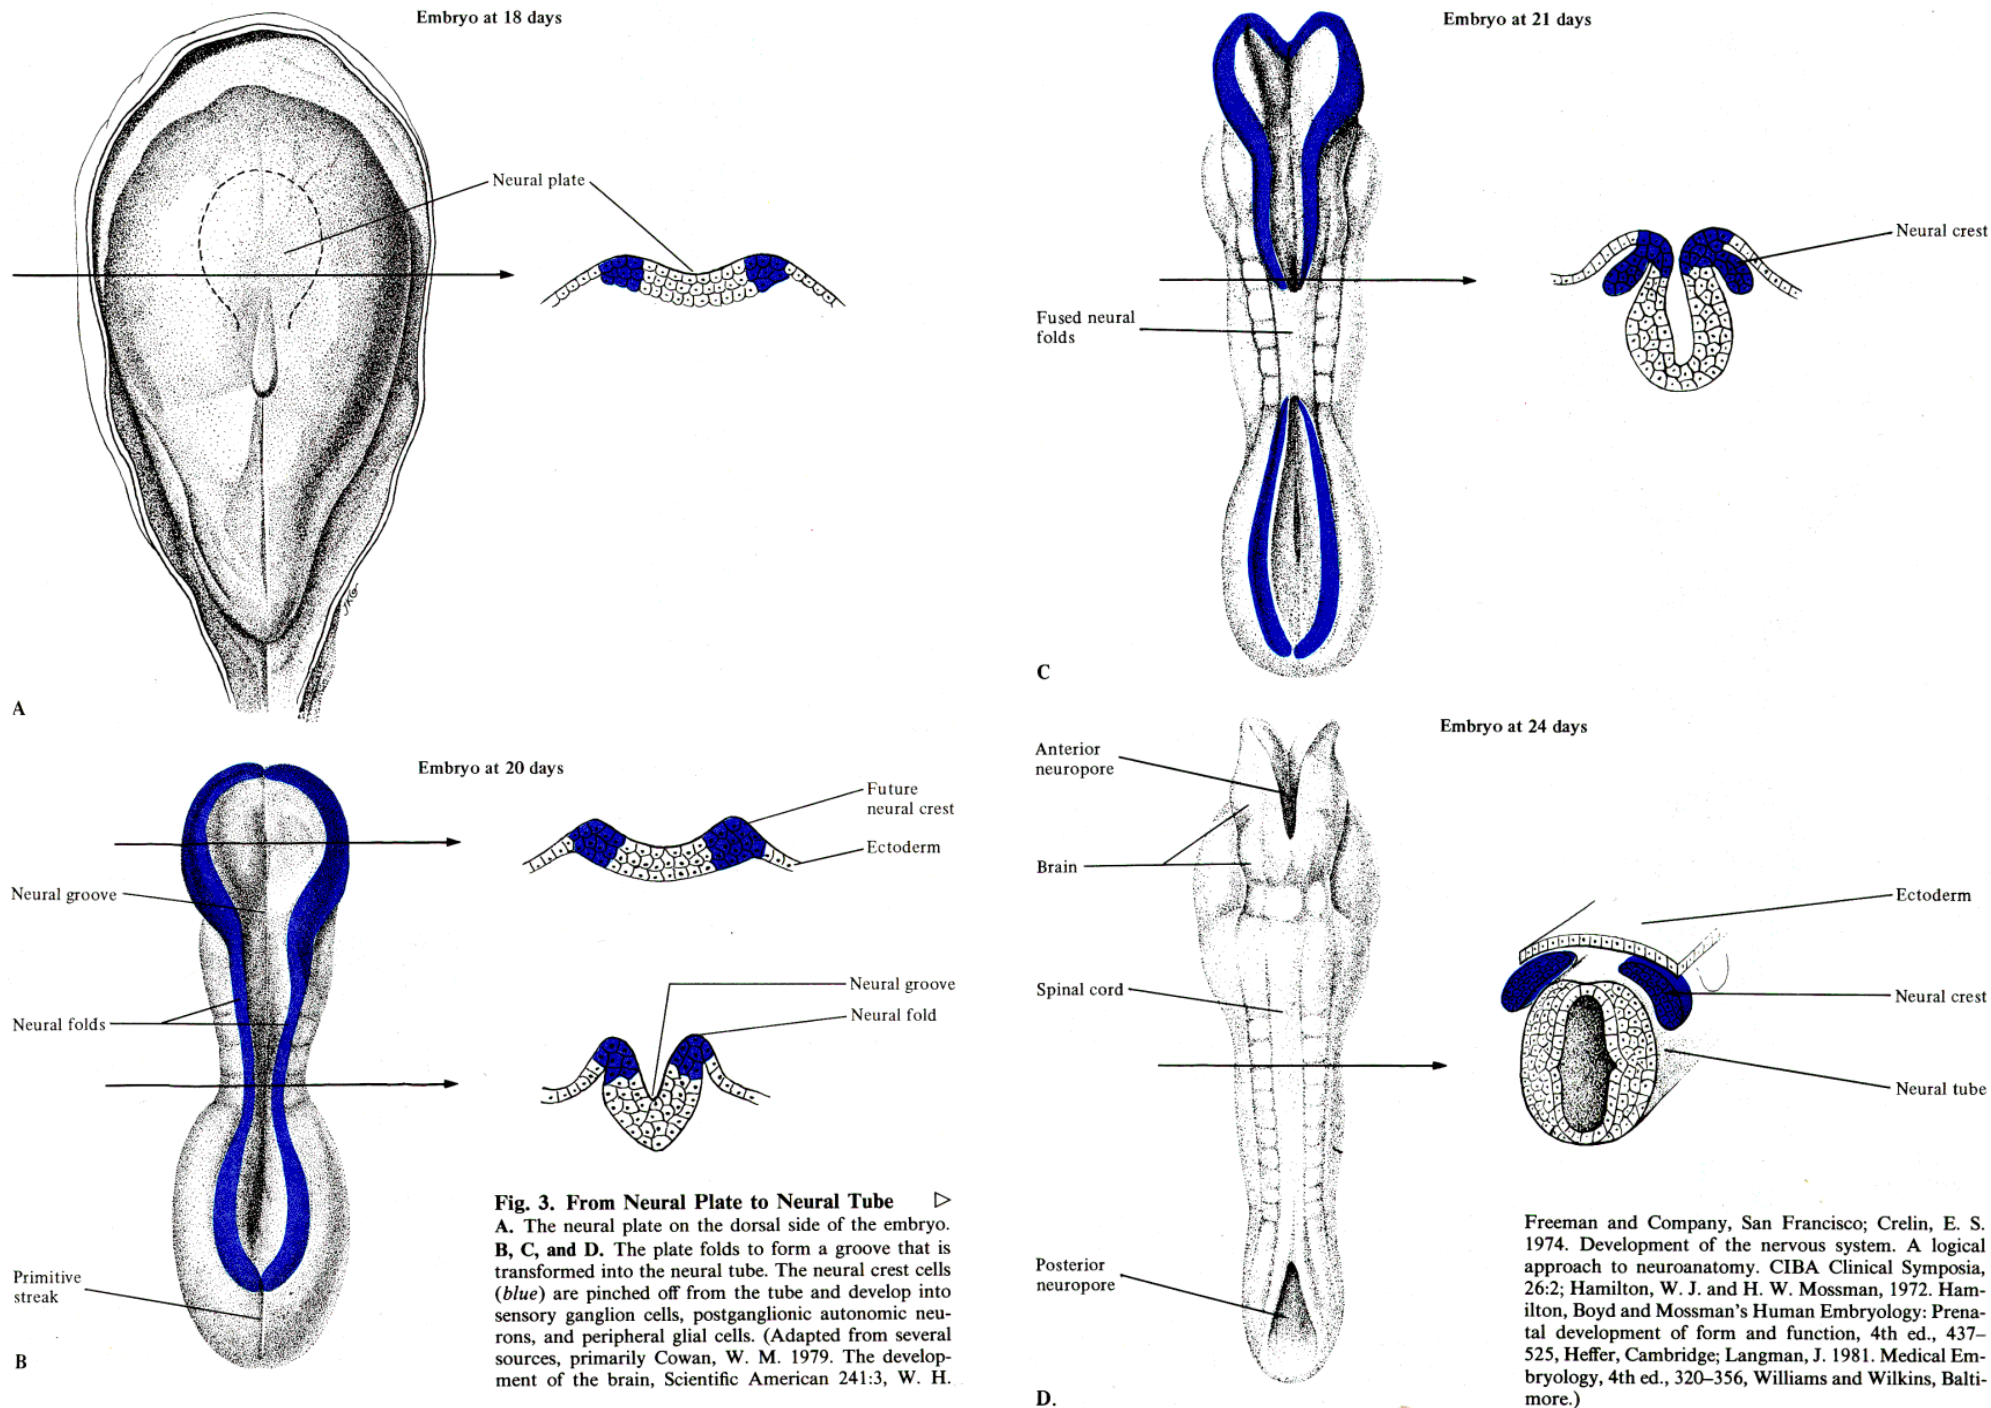 Embryo at 18 days
Neural plate
A
Embryo at 20 days
Future
neural crest
Ectoderm
Neural groove
Neural groove
Neural fold
Neural folds
Primitive
streak
B
Fig. 3. From Neural Plate to Neural Tube ▷
A. The neural plate on the dorsal side of the embryo.
B, C, and D. The plate folds to form a groove that is
transformed into the neural tube. The neural crest cells
(blue) are pinched off from the tube and develop into
sensory ganglion cells, postganglionic autonomic neu-
rons, and peripheral glial cells. (Adapted from several
sources, primarily Cowan, W. M. 1979. The develop-
ment of the brain, Scientific American 241:3, W. H.
Embryo at 21 days
Neural crest
Fused neural
folds
C
Embryo at 24 days
Anterior
neuropore
Brain
Ectoderm
Spinal cord
Neural crest
Neural tube
Posterior
neuropore
D.
Freeman and Company, San Francisco; Crelin, E. S.
1974. Development of the nervous system. A logical
approach to neuroanatomy. CIBA Clinical Symposia,
26:2; Hamilton, W. J. and H. W. Mossman, 1972. Ham-
ilton, Boyd and Mossman's Human Embryology: Prena-
tal development of form and function, 4th ed., 437–
525, Heffer, Cambridge; Langman, J. 1981. Medical Em-
bryology, 4th ed., 320–356, Williams and Wilkins, Balti-
more.)